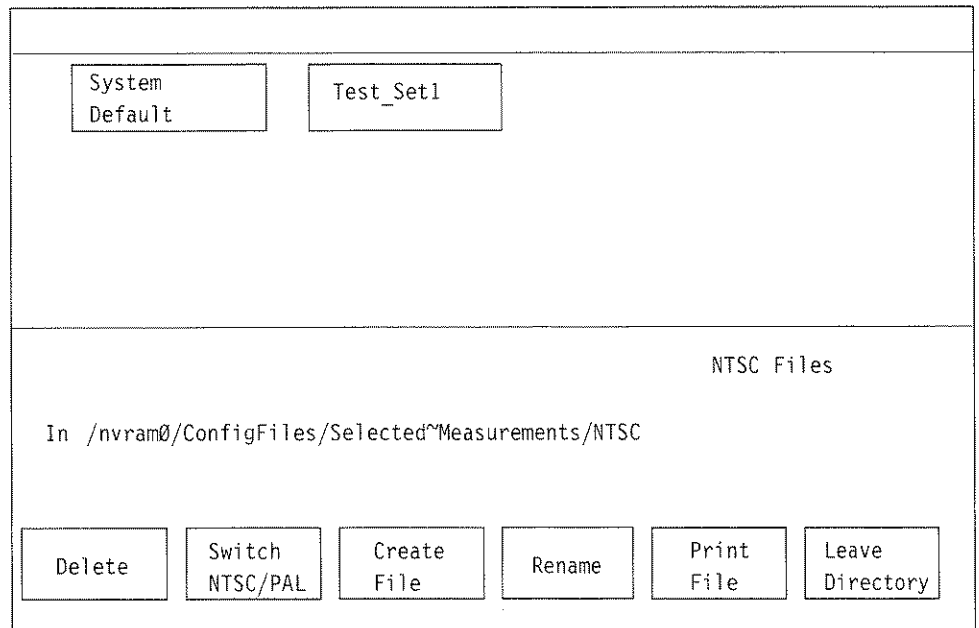 System
Default
Test_Set1
NTSC Files
In /nvramØ/ConfigFiles/Selected~Measurements/NTSC
Delete
Switch
NTSC/PAL
Create
File
Rename
Print
File
Leave
Directory